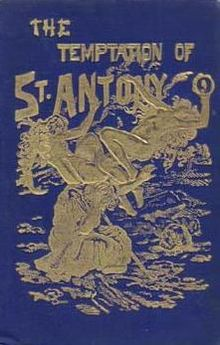 THE
TEMPTATION OF
ST. ANTONY